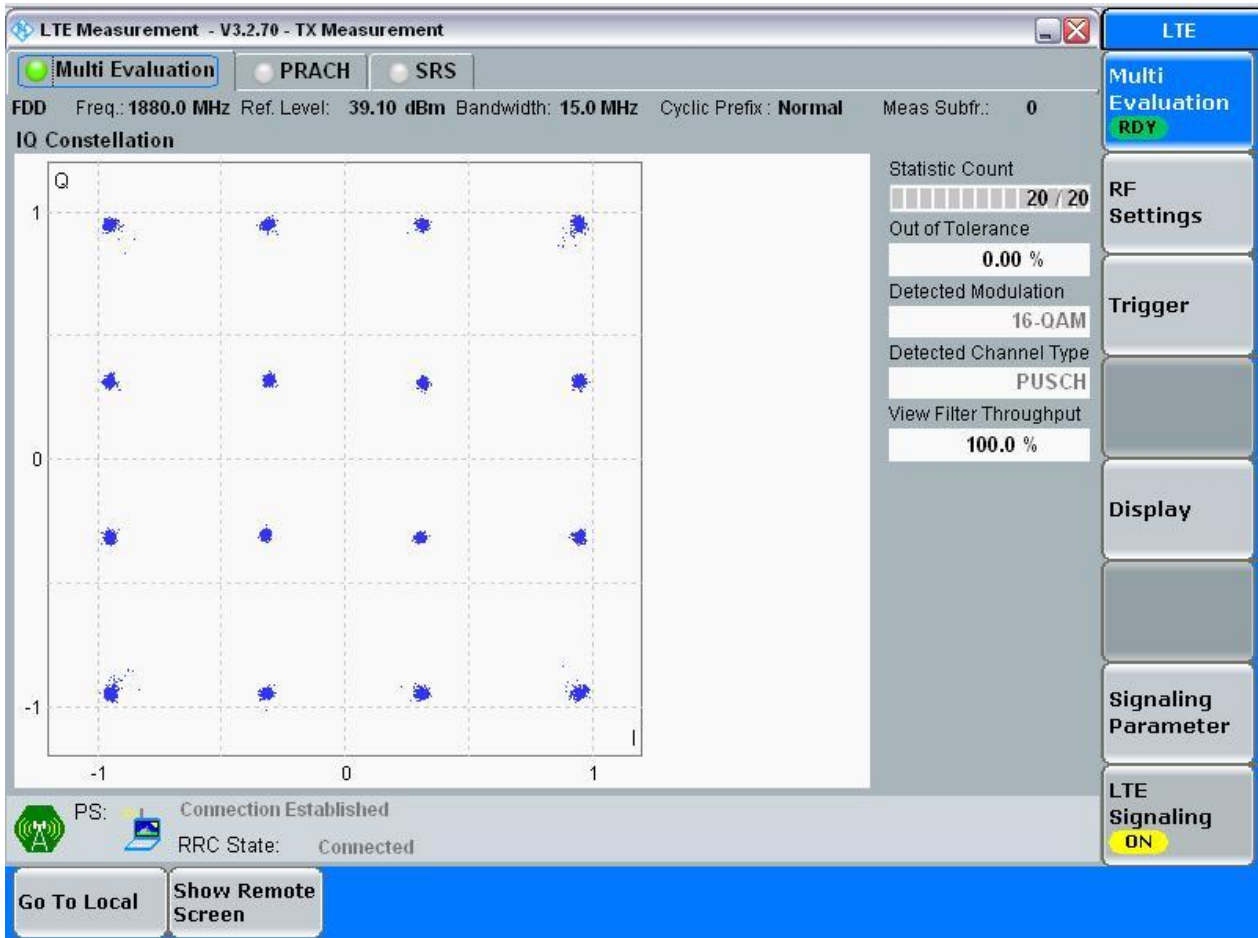 LTE Measurement - V3.2.70 - TX Measurement
LTE
Multi Evaluation PRACH SRS
FDD Freq.: 1880.0 MHz Ref. Level: 39.10 dBm Bandwidth: 15.0 MHz Cyclic Prefix : Normal Meas Subfr.: 0
IQ Constellation
Q
1
0
-1
-1 0 1
I
Statistic Count
20 / 20
Out of Tolerance
0.00 %
Detected Modulation
16-QAM
Detected Channel Type
PUSCH
View Filter Throughput
100.0 %
Multi
Evaluation
RDY
RF
Settings
Trigger
Display
Signaling
Parameter
LTE
Signaling
ON
PS: Connection Established
RRC State: Connected
Go To Local
Show Remote
Screen